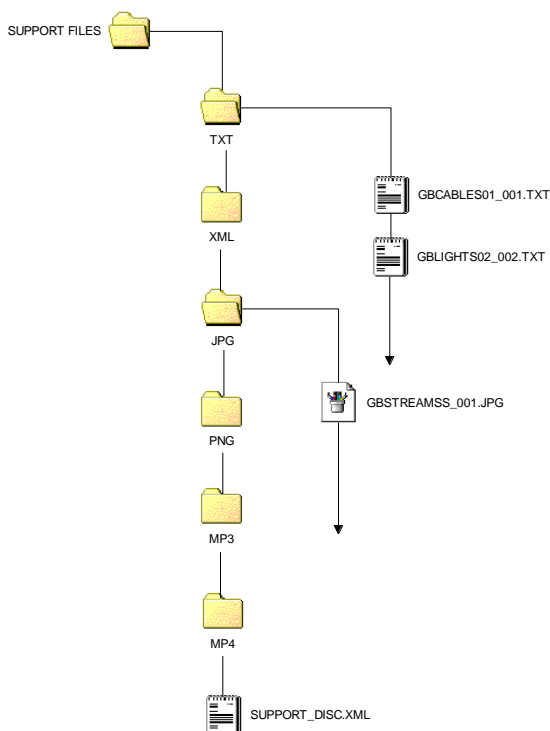 SUPPORT FILES
TXT
GBCABLES01_001.TXT
XML
GBLIGHTS02_002.TXT
JPG
GBSTREAMSS_001.JPG
PNG
MP3
MP4
SUPPORT_DISC.XML